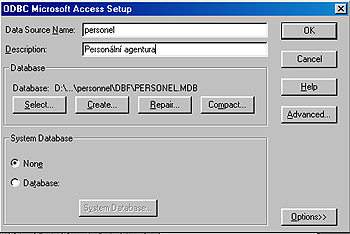 ODBC Microsoft Access Setup
Data Source Name: personel
OK
Description: Personální agentura
Cancel
Database
Database: D:\...\personnel\DBF\PERSONEL.MDB
Help
Select... Create... Repair... Compact...
Advanced...
System Database
None
Database:
System Database...
Options>>